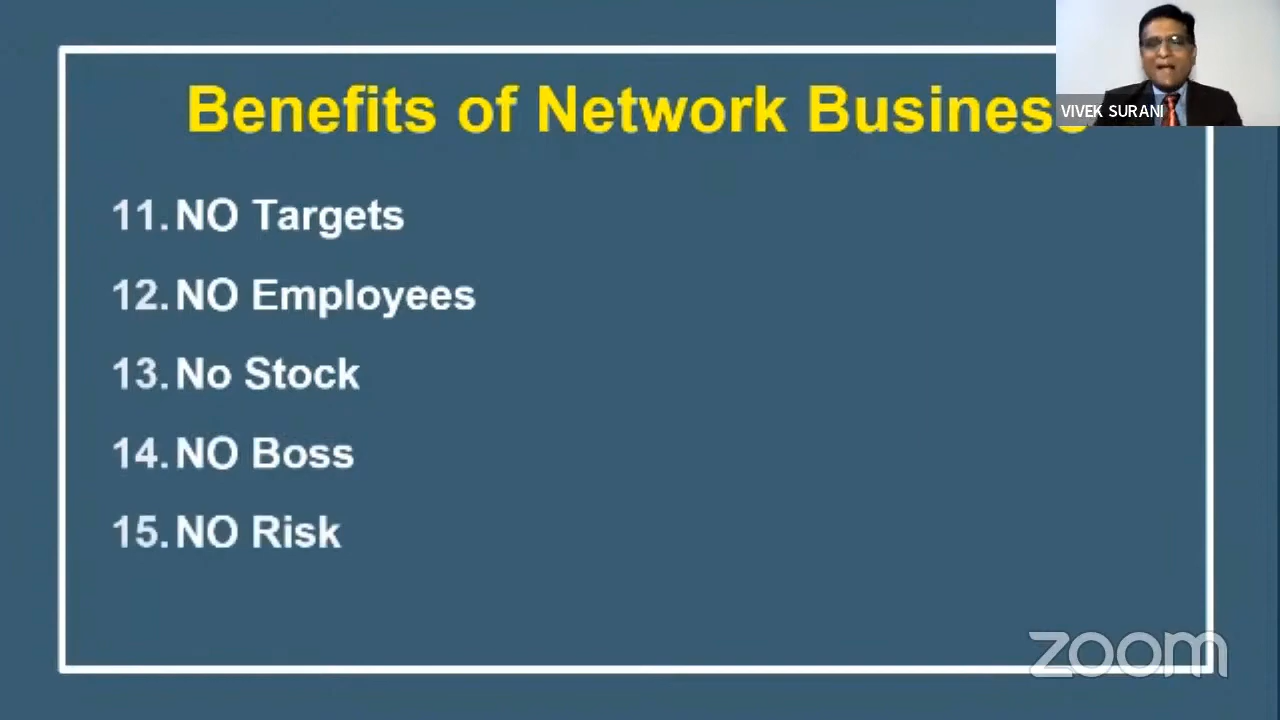 Benefits of Network Business
VIVEK SURANI
11. NO Targets
12. NO Employees
13. No Stock
14. NO Boss
15. NO Risk
zoom